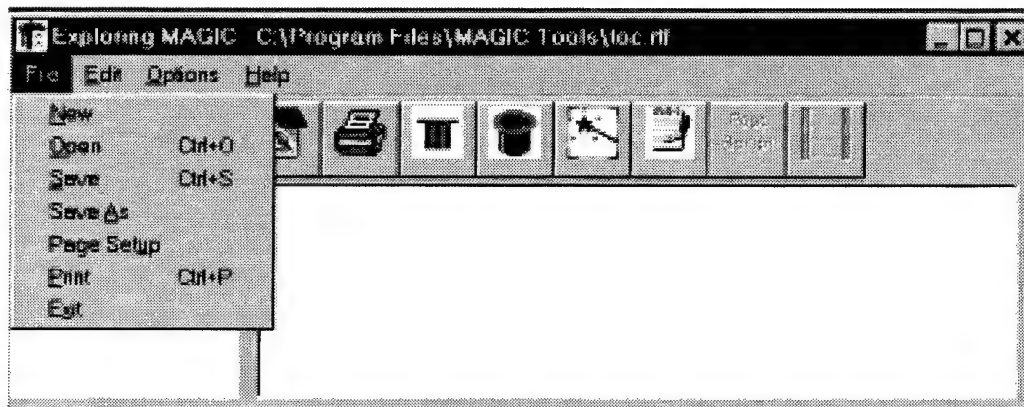 Exploring MAGIC C:\Program Files\MAGIC Tools\toc.rtf
File Edit Options Help
New
Open Ctrl+O
Save Ctrl+S
Save As
Page Setup
Print Ctrl+P
Exit